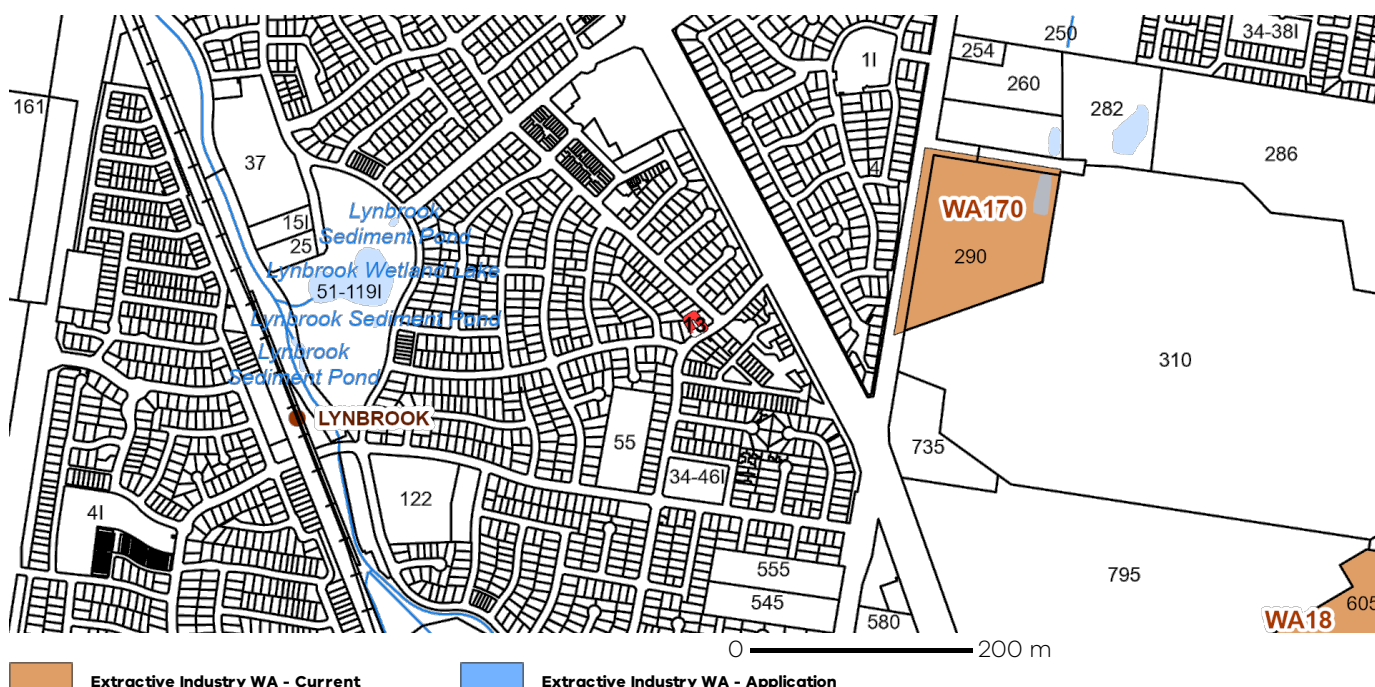 250
34-38I
254
1I
260
161
282
37
286
4
WA170
Lynbrook
Sediment Pond
15I
25
290
Lynbrook Wetland Lake
51-119I
Lynbrook Sediment Pond
Lynbrook
Sediment Pond
310
LYNBROOK
55
735
34-46I
122
4I
555
795
545
605
580
WA18
0
200 m
Extractive Industry WA - Current
Extractive Industry WA - Application